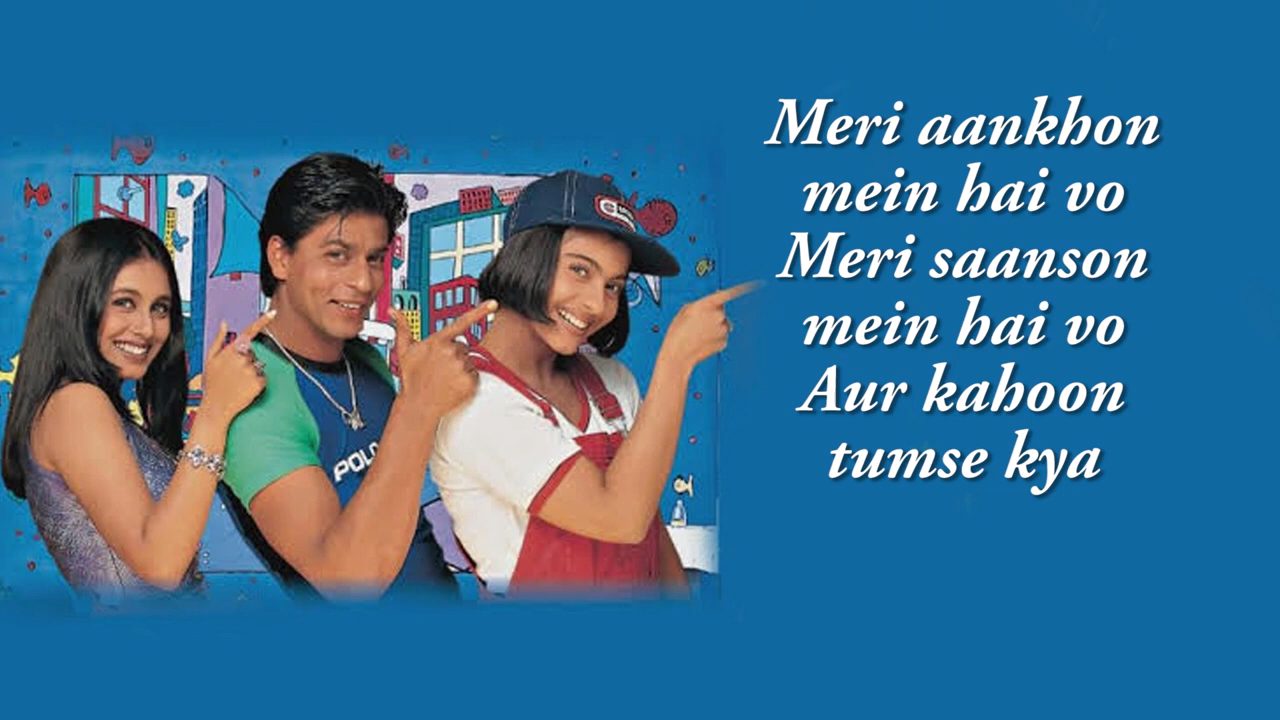 Meri aankhon
mein hai vo
Meri saanson
mein hai vo
Aur kahoon
tumse kya
POLO